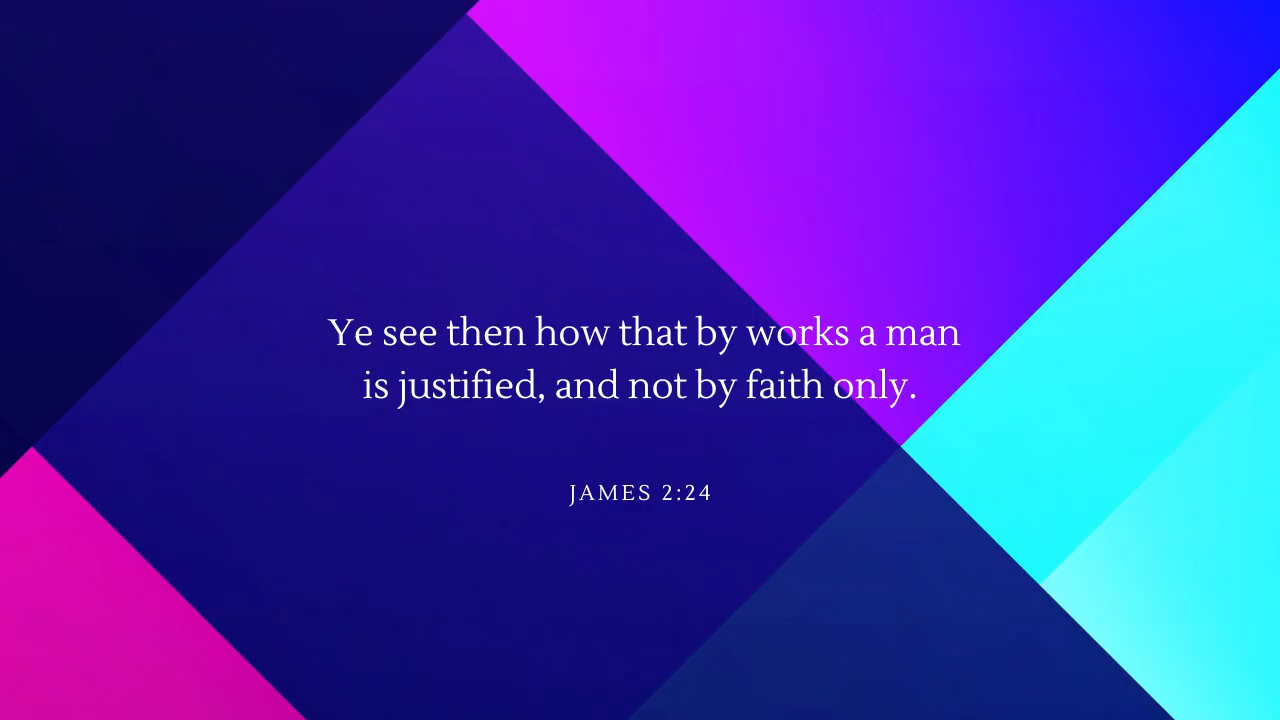 Ye see then how that by works a man
is justified, and not by faith only.
JAMES 2:24